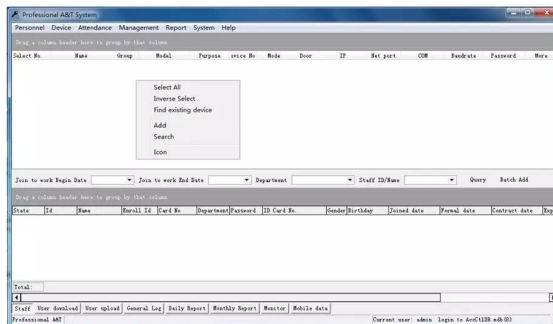 Professional A&T System
Personnel Device Attendance Management Report System Help
Drag a column header here to group by that column
Select No. Name Group Model Purpose evice No Mode Door IP Net port COM Baudrate Password More
Select All
Inverse Select
Find existing device
Add
Search
Icon
Join to work Begin Date Join to work End Date Department Staff ID/Name Query Batch Add
Drag a column header here to group by that column
State Id Name Enroll Id Card No Department Password ID Card No. Gender Birthday Joined date Formal date Contract date Exp
Total:
Staff User download User upload General Log Daily Report Monthly Report Monitor Mobile data
Professional A&T Current user: admin login to AccCtlDB.mdb(0)